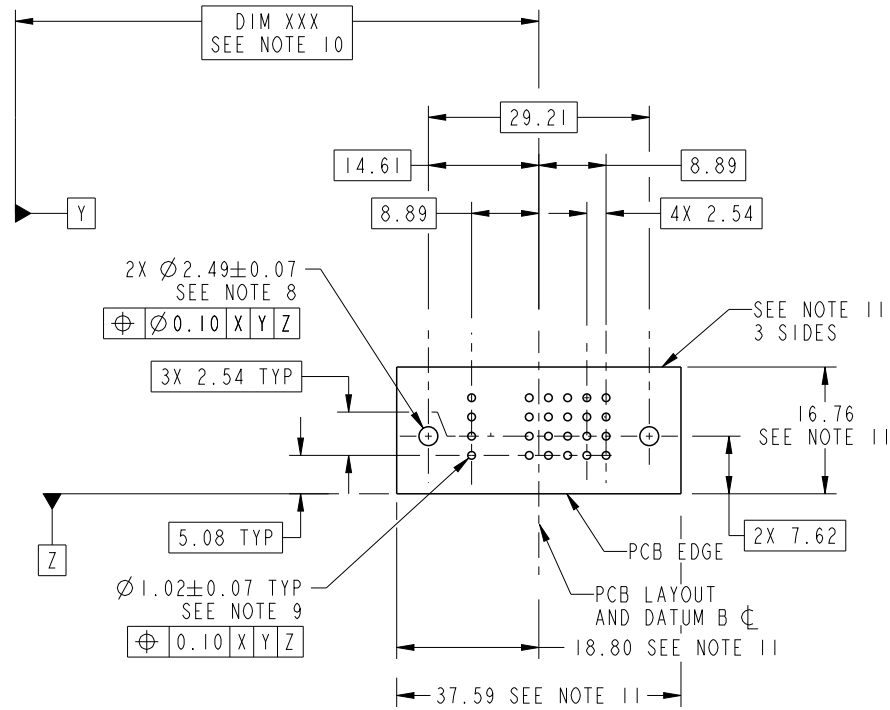 DIM XXX
SEE NOTE 10
29.21
14.61
8.89
8.89
4X 2.54
Y
2X Ø2.49±0.07
SEE NOTE 8
⌖ Ø0.10 X Y Z
SEE NOTE 11
3 SIDES
3X 2.54 TYP
16.76
SEE NOTE 11
5.08 TYP
2X 7.62
Z
PCB EDGE
Ø1.02±0.07 TYP
SEE NOTE 9
⌖ 0.10 X Y Z
PCB LAYOUT
AND DATUM B ℄
18.80 SEE NOTE 11
37.59 SEE NOTE 11